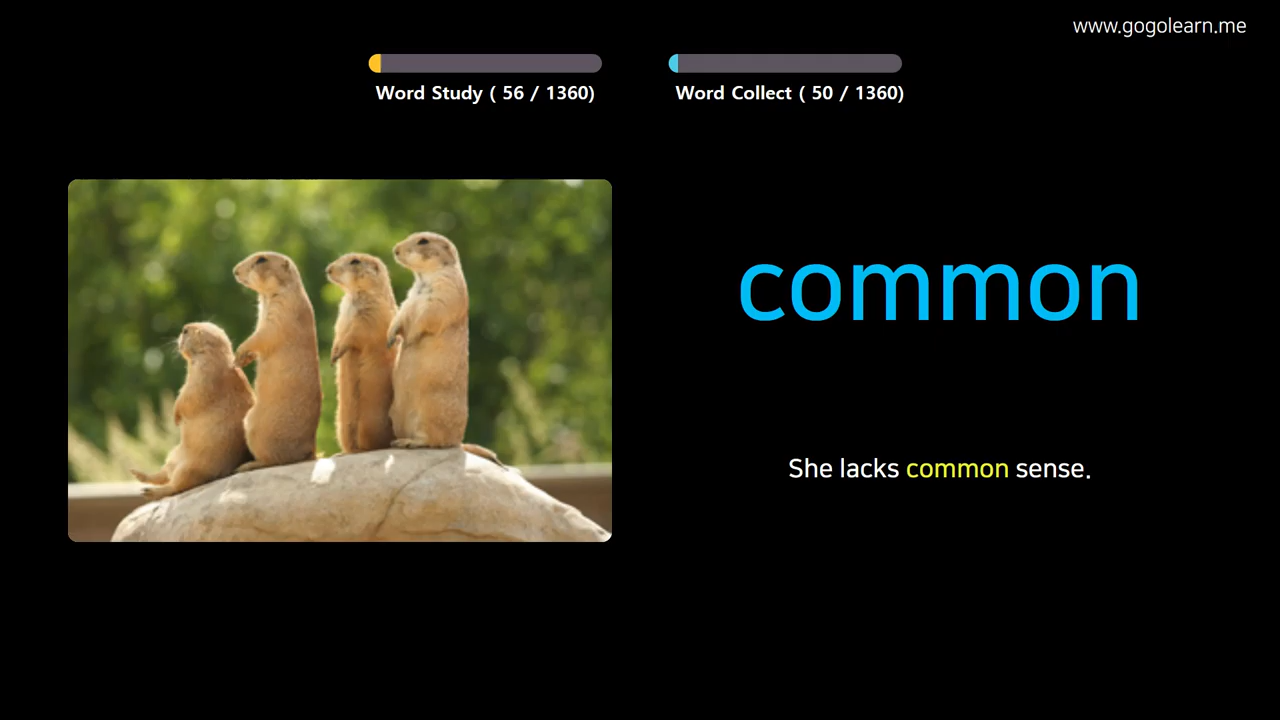 www.gogolearn.me
Word Study ( 56 / 1360)
Word Collect ( 50 / 1360)
common
She lacks common sense.